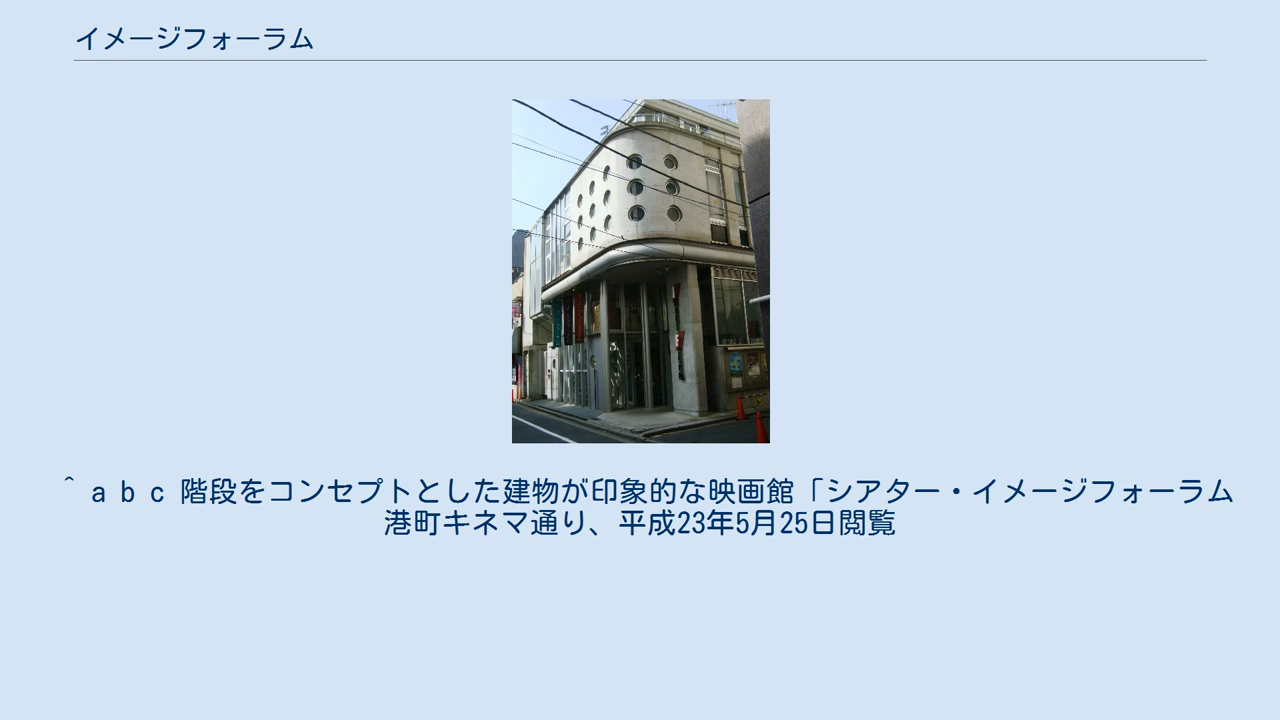 イメージフォーラム
^ a b c 階段をコンセプトとした建物が印象的な映画館「シアター・イメージフォーラム
港町キネマ通り、平成23年5月25日閲覧